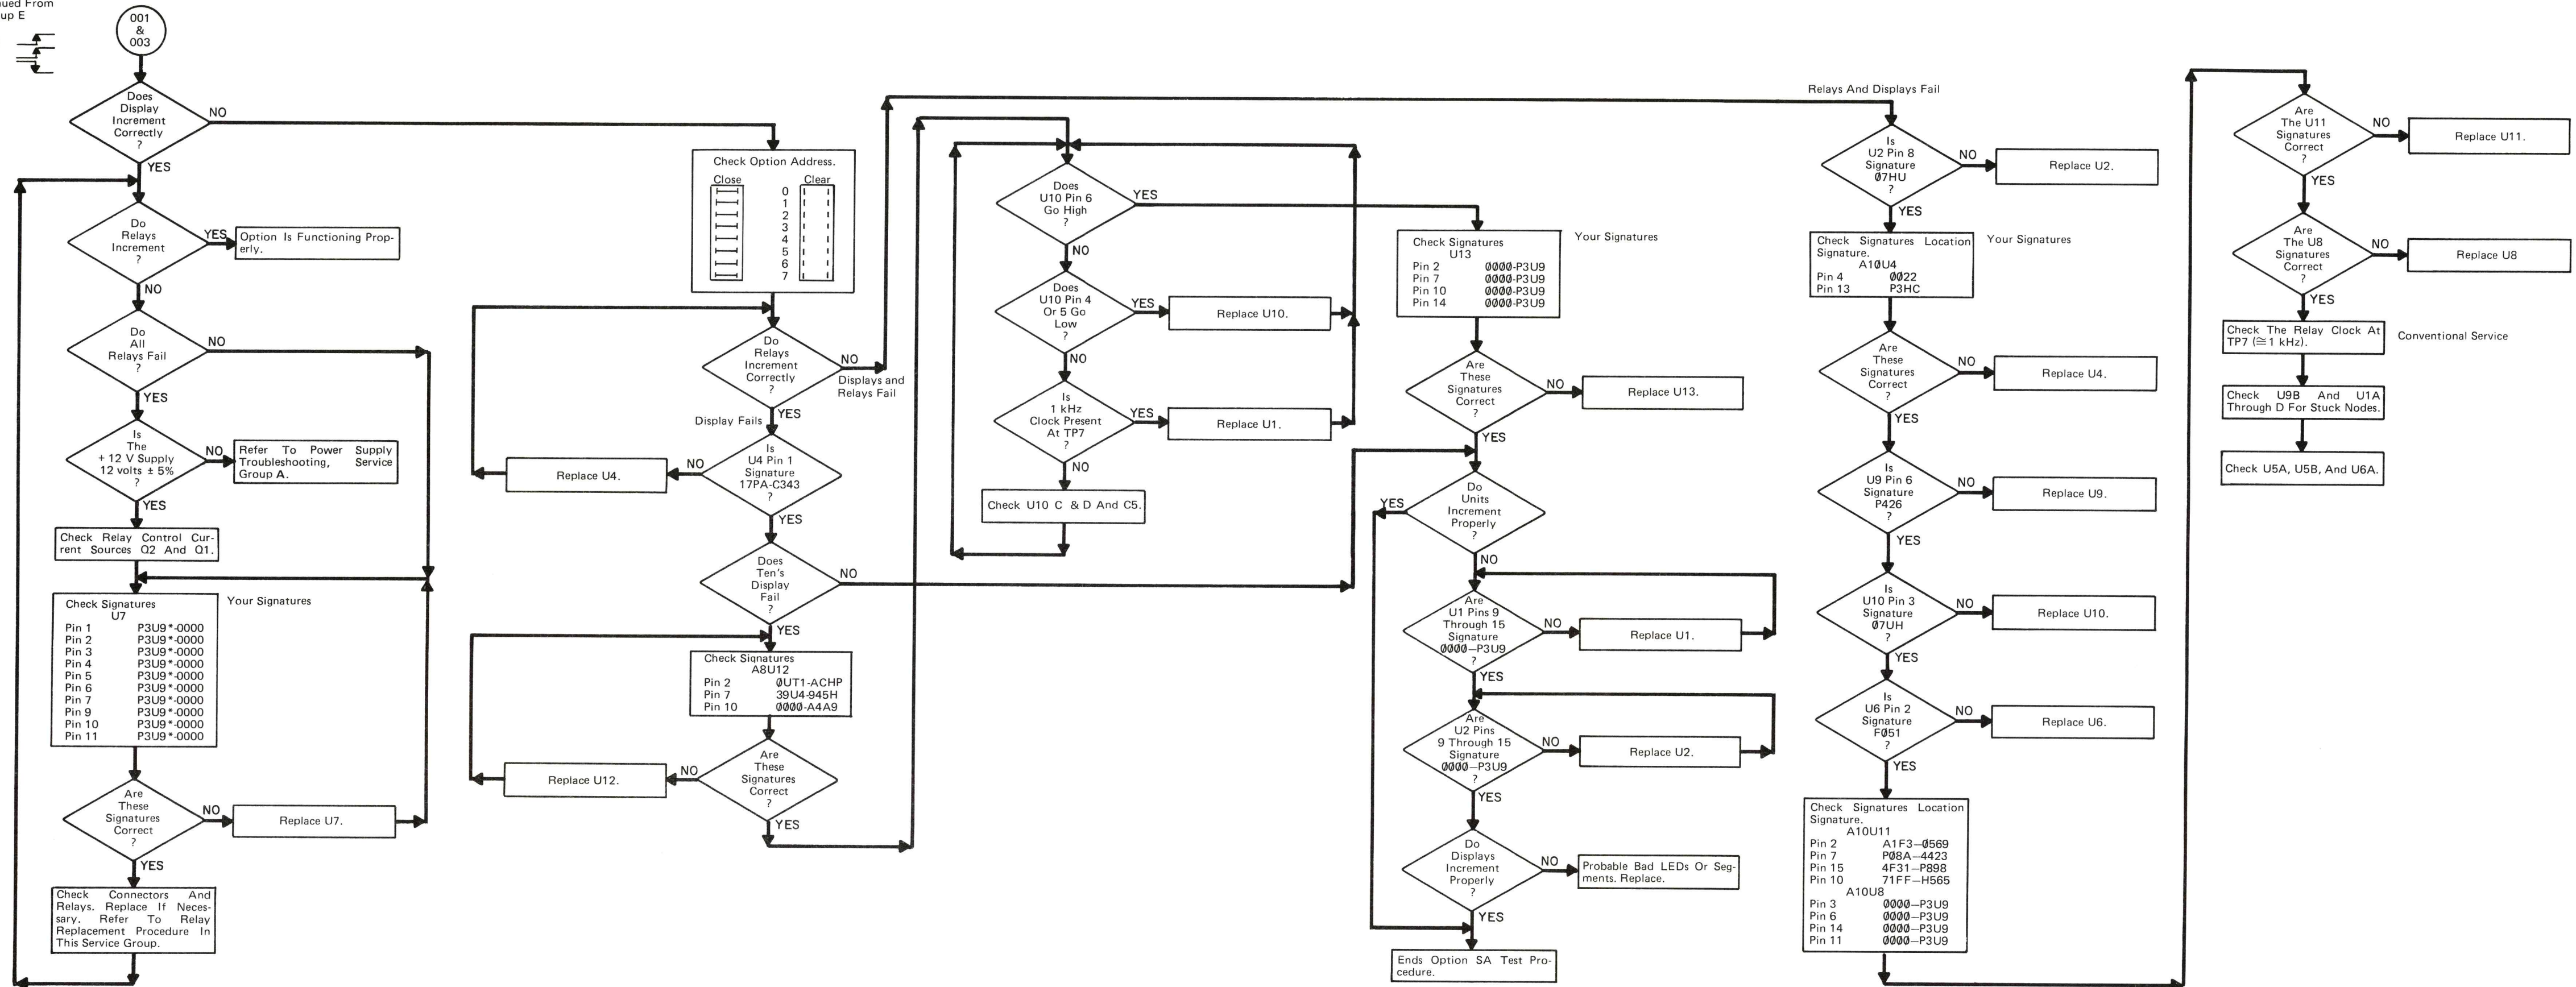 ued From
up E
001
&
003
Does
Display
Increment
Correctly
?
NO
YES
Do
Relays
Increment
?
YES
Option Is Functioning Prop-
erly.
NO
Do
All
Relays Fail
?
NO
YES
Is
The
+ 12 V Supply
12 volts ± 5%
?
NO
Refer To Power Supply
Troubleshooting, Service
Group A.
YES
Check Relay Control Cur-
rent Sources Q2 And Q1.
Check Signatures
U7
Pin 1 P3U9*-0000
Pin 2 P3U9*-0000
Pin 3 P3U9*-0000
Pin 4 P3U9*-0000
Pin 5 P3U9*-0000
Pin 6 P3U9*-0000
Pin 7 P3U9*-0000
Pin 9 P3U9*-0000
Pin 10 P3U9*-0000
Pin 11 P3U9*-0000
Your Signatures
Are
These
Signatures
Correct
?
NO
Replace U7.
YES
Check Connectors And
Relays. Replace If Neces-
sary. Refer To Relay
Replacement Procedure In
This Service Group.
Check Option Address.
Close Clear
0
1
2
3
4
5
6
7
Do
Relays
Increment
Correctly
?
NO
Displays and
Relays Fail
YES
Display Fails
Is
U4 Pin 1
Signature
17PA-C343
?
NO
Replace U4.
YES
Does
Ten's
Display
Fail
?
NO
YES
Check Signatures
A8U12
Pin 2 0UT1-ACHP
Pin 7 39U4-945H
Pin 10 0000-A4A9
Are
These
Signatures
Correct
?
NO
Replace U12.
YES
Does
U10 Pin 6
Go High
?
YES
NO
Does
U10 Pin 4
Or 5 Go
Low
?
YES
Replace U10.
NO
Is
1 kHz
Clock Present
At TP7
?
YES
Replace U1.
NO
Check U10 C & D And C5.
Check Signatures
U13
Pin 2 0000-P3U9
Pin 7 0000-P3U9
Pin 10 0000-P3U9
Pin 14 0000-P3U9
Your Signatures
Are
These
Signatures
Correct
?
NO
Replace U13.
YES
Do
Units
Increment
Properly
?
YES
NO
Are
U1 Pins 9
Through 15
Signature
0000—P3U9
?
NO
Replace U1.
YES
Are
U2 Pins
9 Through 15
Signature
0000—P3U9
?
NO
Replace U2.
YES
Do
Displays
Increment
Properly
?
NO
Probable Bad LEDs Or Seg-
ments. Replace.
YES
Ends Option SA Test Pro-
cedure.
Relays And Displays Fail
Is
U2 Pin 8
Signature
07HU
?
NO
Replace U2.
YES
Check Signatures Location
Signature.
A10U4
Pin 4 0022
Pin 13 P3HC
Your Signatures
Are
These
Signatures
Correct
?
NO
Replace U4.
YES
Is
U9 Pin 6
Signature
P426
?
NO
Replace U9.
YES
Is
U10 Pin 3
Signature
07UH
?
NO
Replace U10.
YES
Is
U6 Pin 2
Signature
F051
?
NO
Replace U6.
YES
Check Signatures Location
Signature.
A10U11
Pin 2 A1F3—0569
Pin 7 P08A—4423
Pin 15 4F31—P898
Pin 10 71FF—H565
A10U8
Pin 3 0000—P3U9
Pin 6 0000—P3U9
Pin 14 0000—P3U9
Pin 11 0000—P3U9
Are
The U11
Signatures
Correct
?
NO
Replace U11.
YES
Are
The U8
Signatures
Correct
?
NO
Replace U8
YES
Check The Relay Clock At
TP7 (≅1 kHz).
Conventional Service
Check U9B And U1A
Through D For Stuck Nodes.
Check U5A, U5B, And U6A.